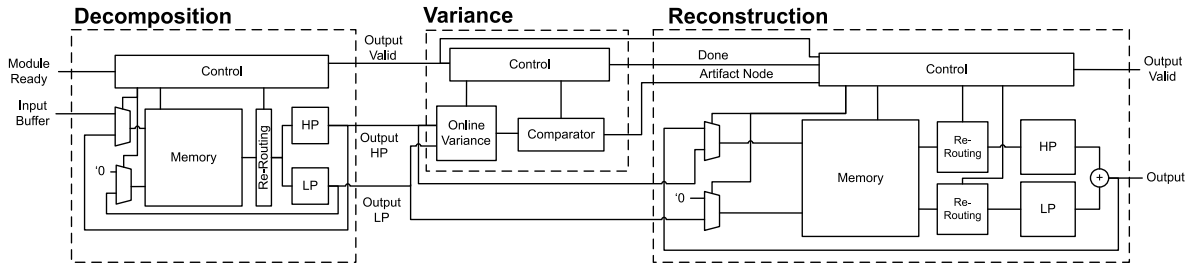 Decomposition
Variance
Reconstruction
Module
Ready
Input
Buffer
Control
'0
Memory
Re-Routing
HP
LP
Output
Valid
Output
HP
Output
LP
Control
Online
Variance
Comparator
Done
Artifact Node
Control
'0
Memory
Re-
Routing
HP
Re-
Routing
LP
+
Output
Valid
Output